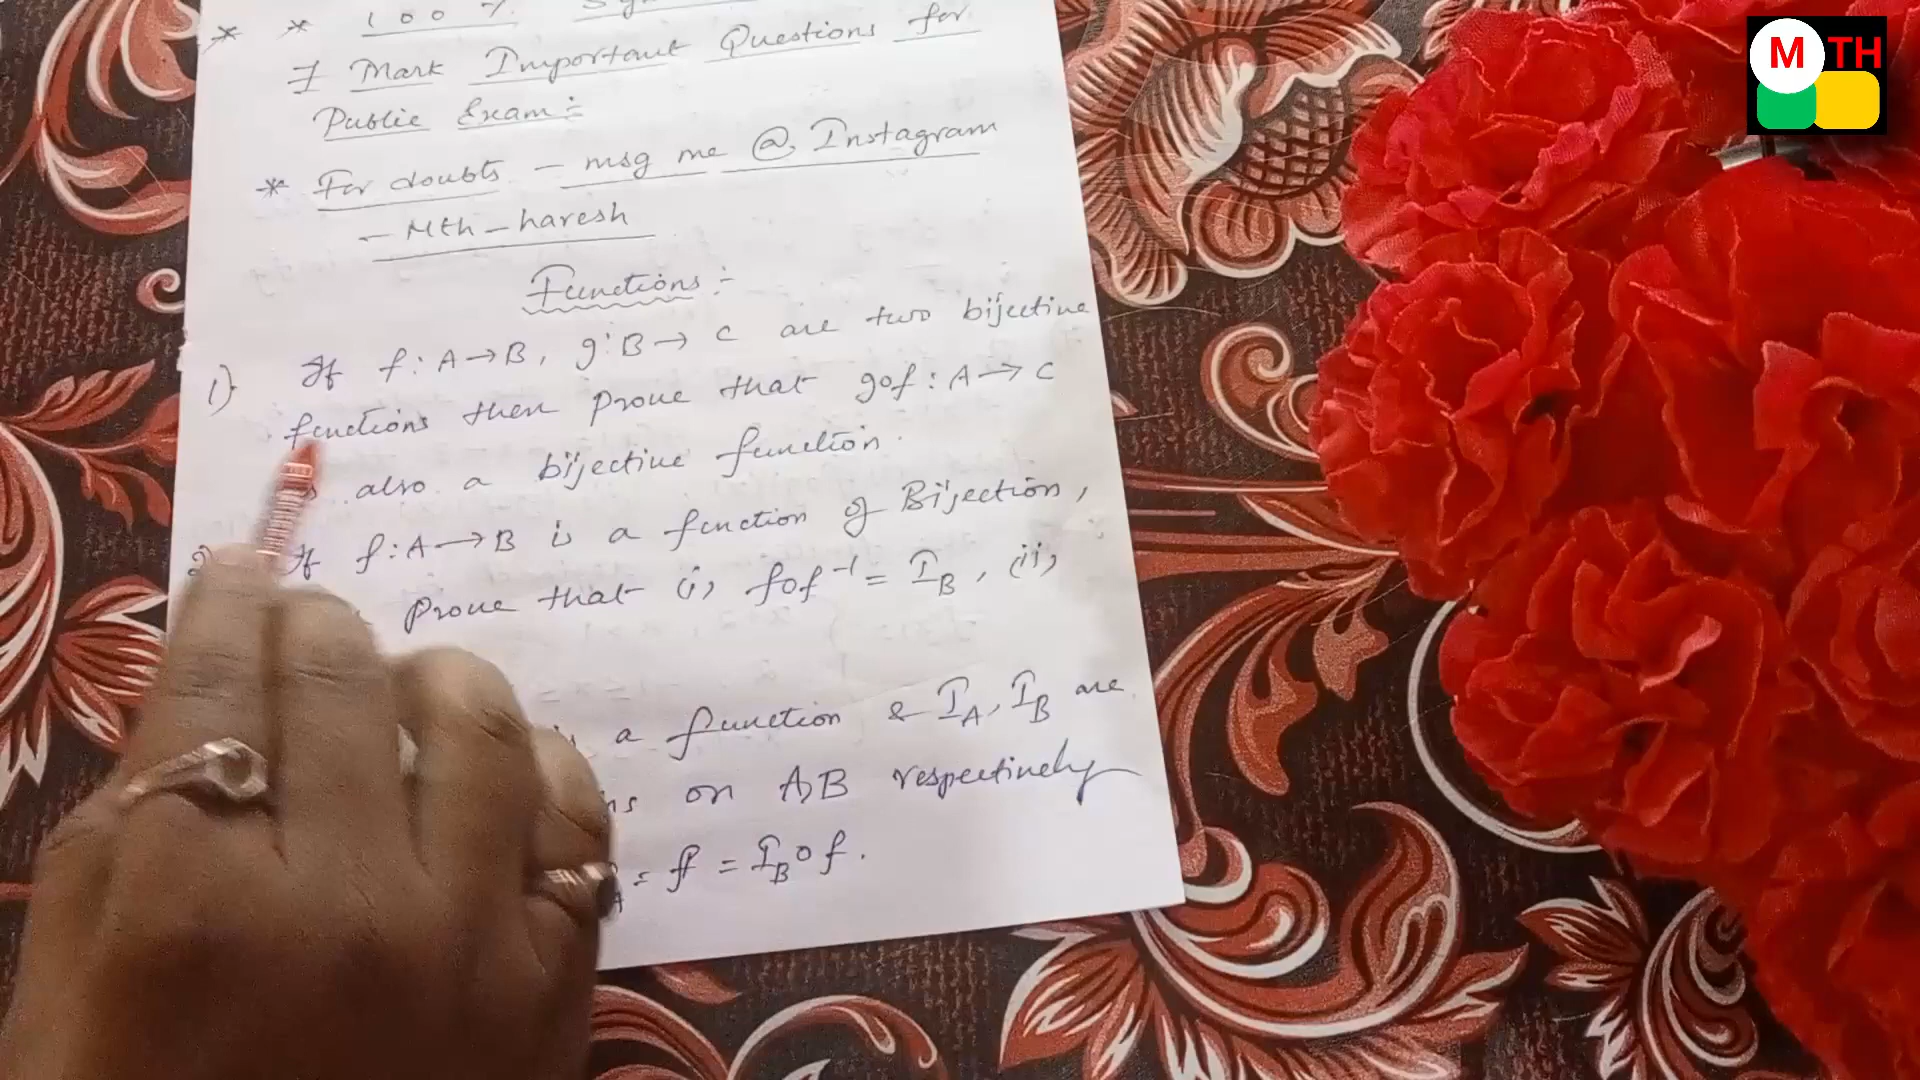 * * 100 %
7 Mark Important Questions for
Public Exam :-
* For doubts - msg me @ Instagram
- Mth - haresh
Functions :-
1) If f : A → B, g : B → C are two bijective
functions then prove that gof : A → C
also a bijective function.
If f : A → B is a function of Bijection,
Prove that (i) fof⁻¹ = I_B, (ii)
is a function & I_A, I_B are
on A, B respectively
= f = I_B o f.
MTH